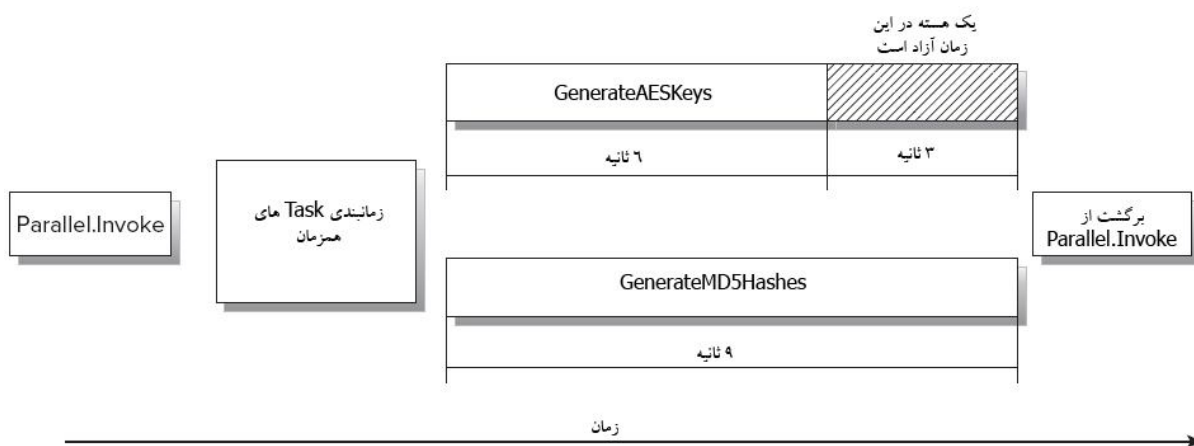 یک هسته در این
زمان آزاد است
GenerateAESKeys
۶ ثانیه
۳ ثانیه
Parallel.Invoke
زمانبندی Task های
همزمان
برگشت از
Parallel.Invoke
GenerateMD5Hashes
۹ ثانیه
زمان